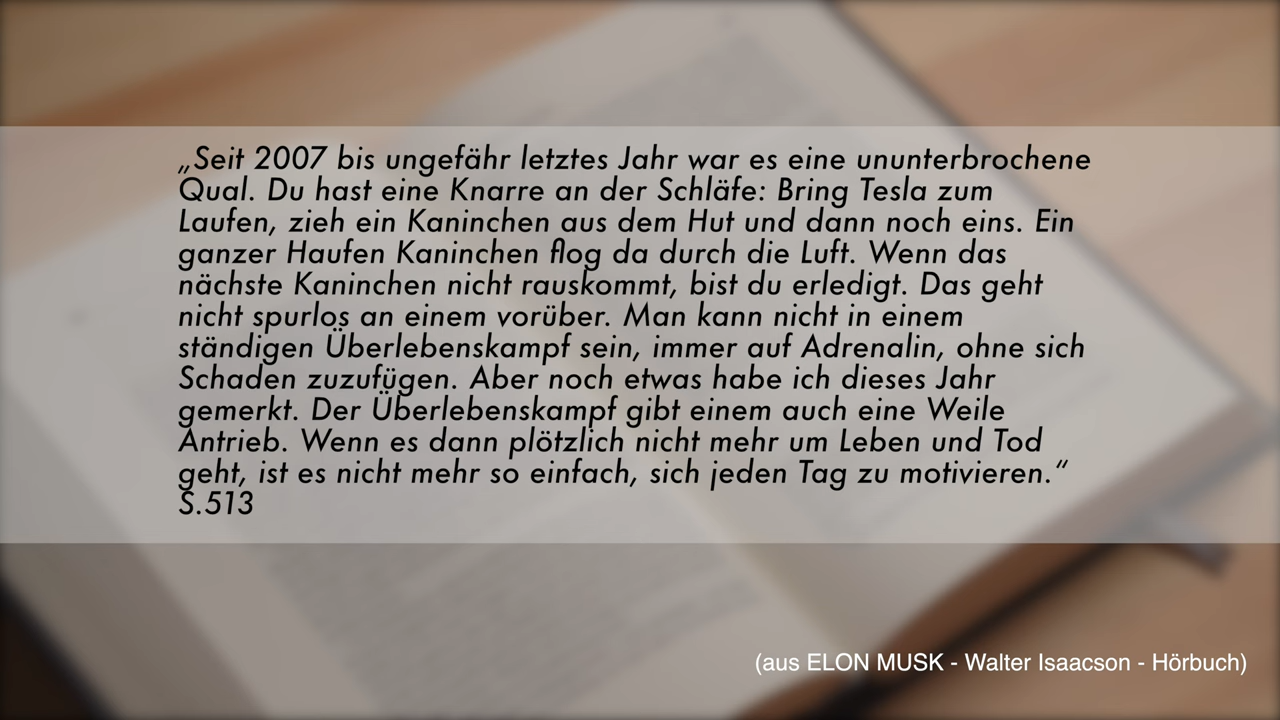 „Seit 2007 bis ungefähr letztes Jahr war es eine ununterbrochene
Qual. Du hast eine Knarre an der Schläfe: Bring Tesla zum
Laufen, zieh ein Kaninchen aus dem Hut und dann noch eins. Ein
ganzer Haufen Kaninchen flog da durch die Luft. Wenn das
nächste Kaninchen nicht rauskommt, bist du erledigt. Das geht
nicht spurlos an einem vorüber. Man kann nicht in einem
ständigen Überlebenskampf sein, immer auf Adrenalin, ohne sich
Schaden zuzufügen. Aber noch etwas habe ich dieses Jahr
gemerkt. Der Überlebenskampf gibt einem auch eine Weile
Antrieb. Wenn es dann plötzlich nicht mehr um Leben und Tod
geht, ist es nicht mehr so einfach, sich jeden Tag zu motivieren.“
S.513
(aus ELON MUSK - Walter Isaacson - Hörbuch)